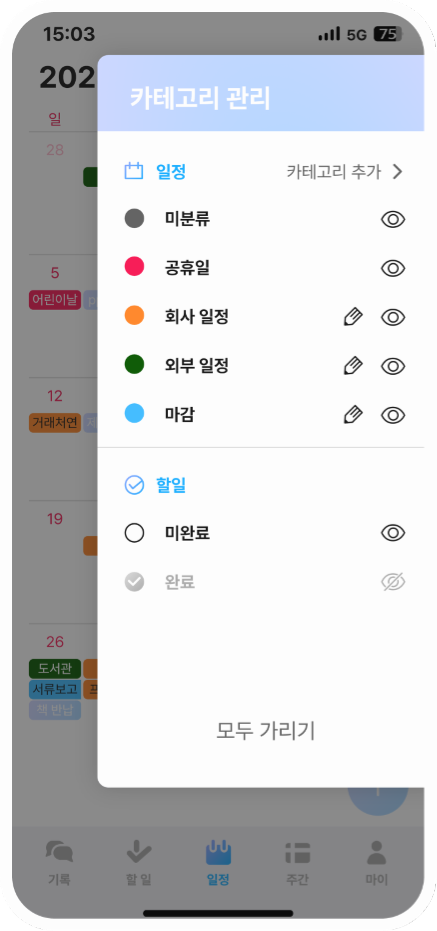 15:03 5G 75
202
카테고리 관리
일
일정 카테고리 추가
28
미분류
공휴일
5
어린이날
회사 일정
외부 일정
12
거래처연
마감
할일
19
미완료
완료
26
도서관
서류보고
책 반납
모두 가리기
기록 할 일 일정 주간 마이